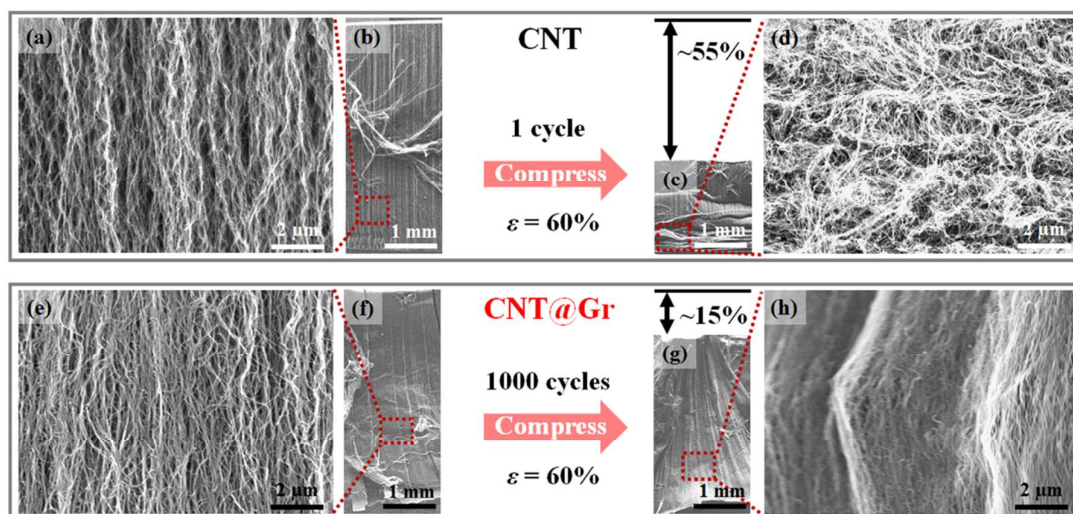 (a)
2 μm
(b)
1 mm
CNT
1 cycle
Compress
ε = 60%
~55%
(c)
1 mm
(d)
2 μm
(e)
2 μm
(f)
1 mm
CNT@Gr
1000 cycles
Compress
ε = 60%
~15%
(g)
1 mm
(h)
2 μm